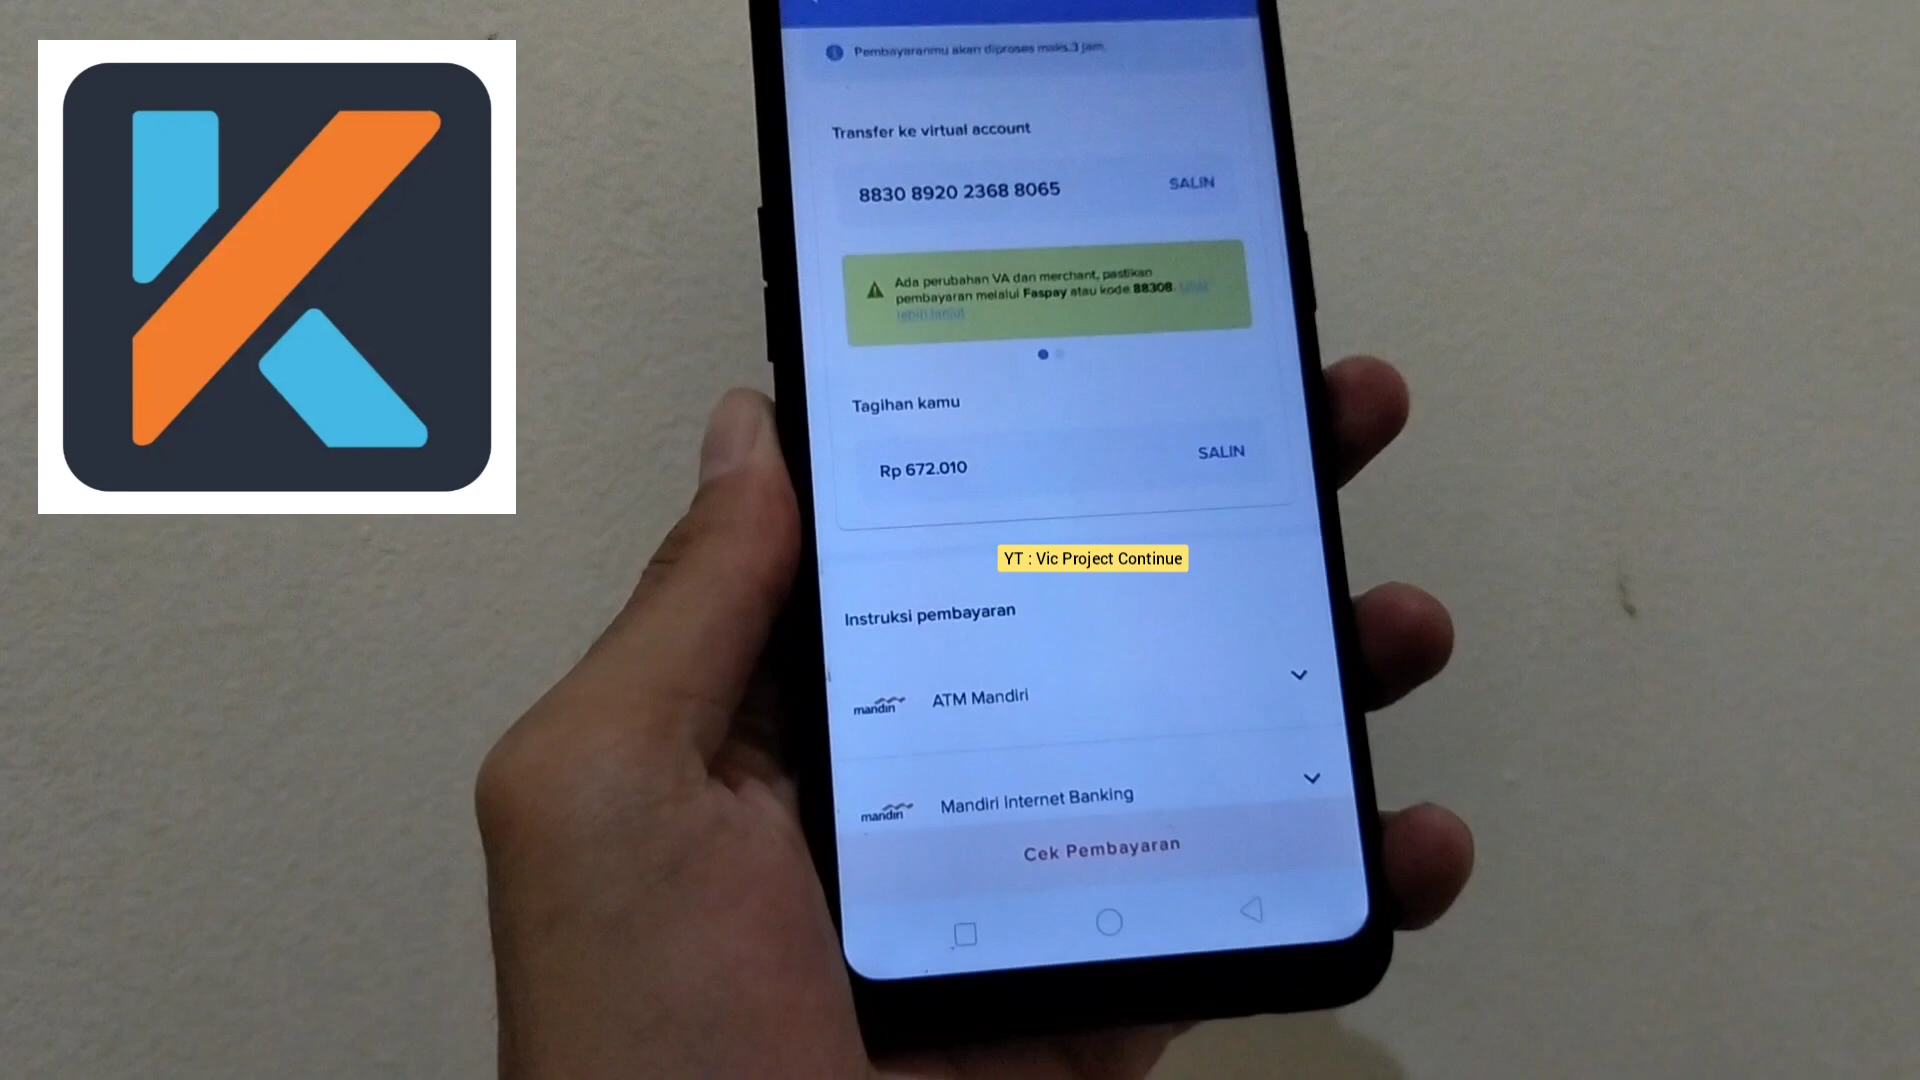 Pembayaranmu akan diproses maks.3 jam.
Transfer ke virtual account
8830 8920 2368 8065
SALIN
Ada perubahan VA dan merchant, pastikan
pembayaran melalui Faspay atau kode 88308. Lihat
lebih lanjut
Tagihan kamu
Rp 672.010
SALIN
YT : Vic Project Continue
Instruksi pembayaran
mandiri ATM Mandiri
mandiri Mandiri Internet Banking
Cek Pembayaran